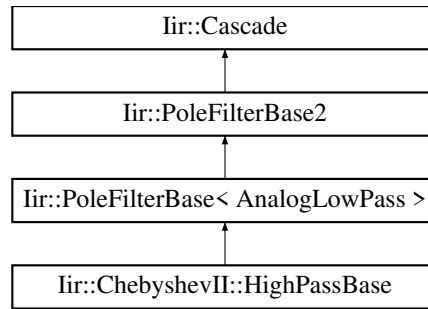 Iir::Cascade
Iir::PoleFilterBase2
Iir::PoleFilterBase< AnalogLowPass >
Iir::ChebyshevII::HighPassBase